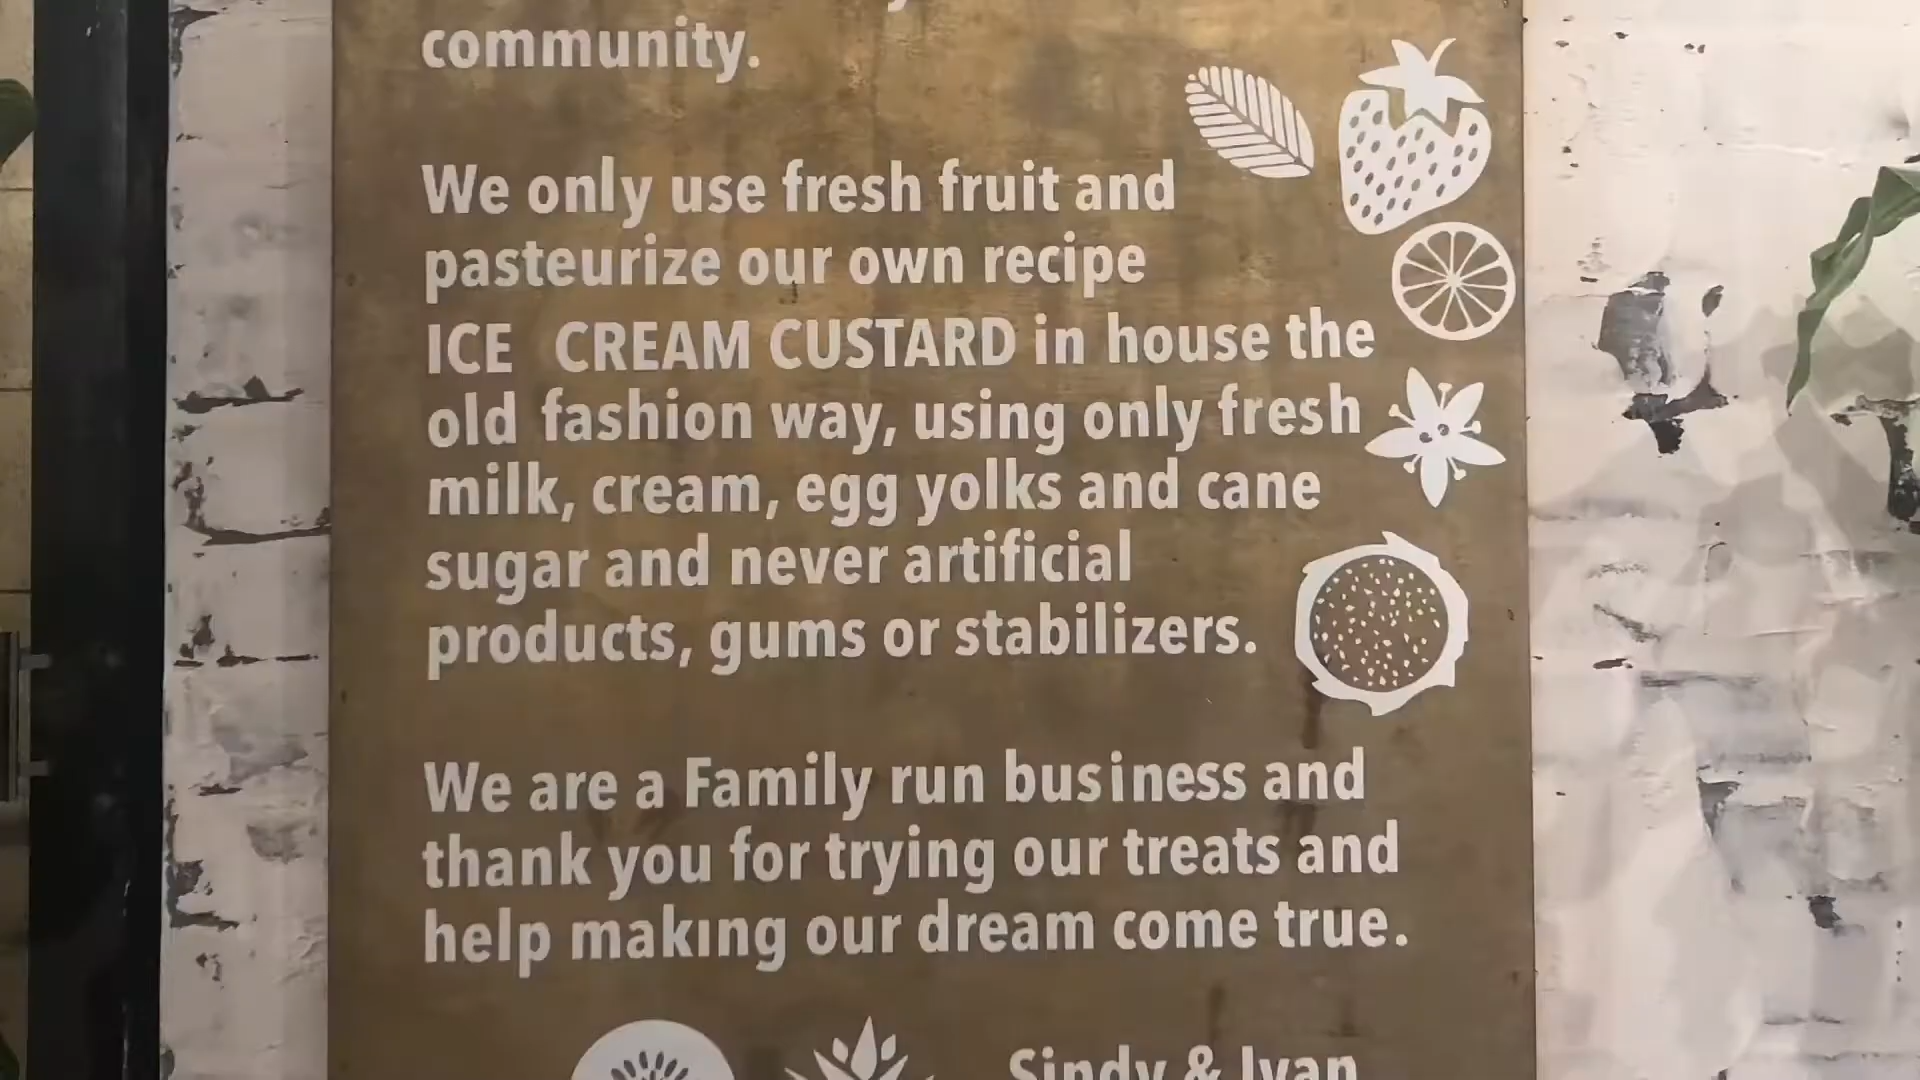 community.
We only use fresh fruit and
pasteurize our own recipe
ICE CREAM CUSTARD in house the
old fashion way, using only fresh
milk, cream, egg yolks and cane
sugar and never artificial
products, gums or stabilizers.
We are a Family run business and
thank you for trying our treats and
help making our dream come true.
Sindy & Ivan